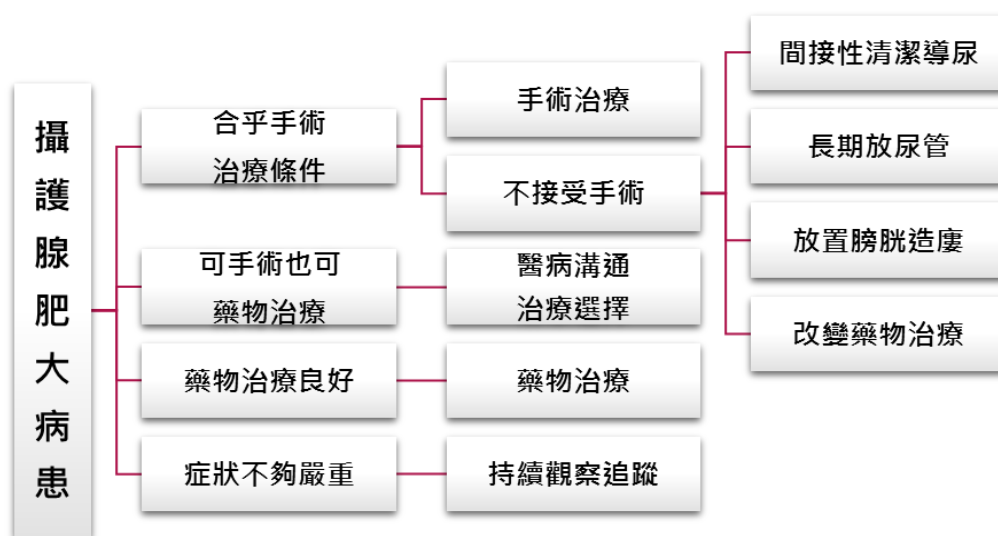 攝護腺肥大病患
合乎手術
治療條件
手術治療
不接受手術
間接性清潔導尿
長期放尿管
放置膀胱造廔
改變藥物治療
可手術也可
藥物治療
醫病溝通
治療選擇
藥物治療良好
藥物治療
症狀不夠嚴重
持續觀察追蹤